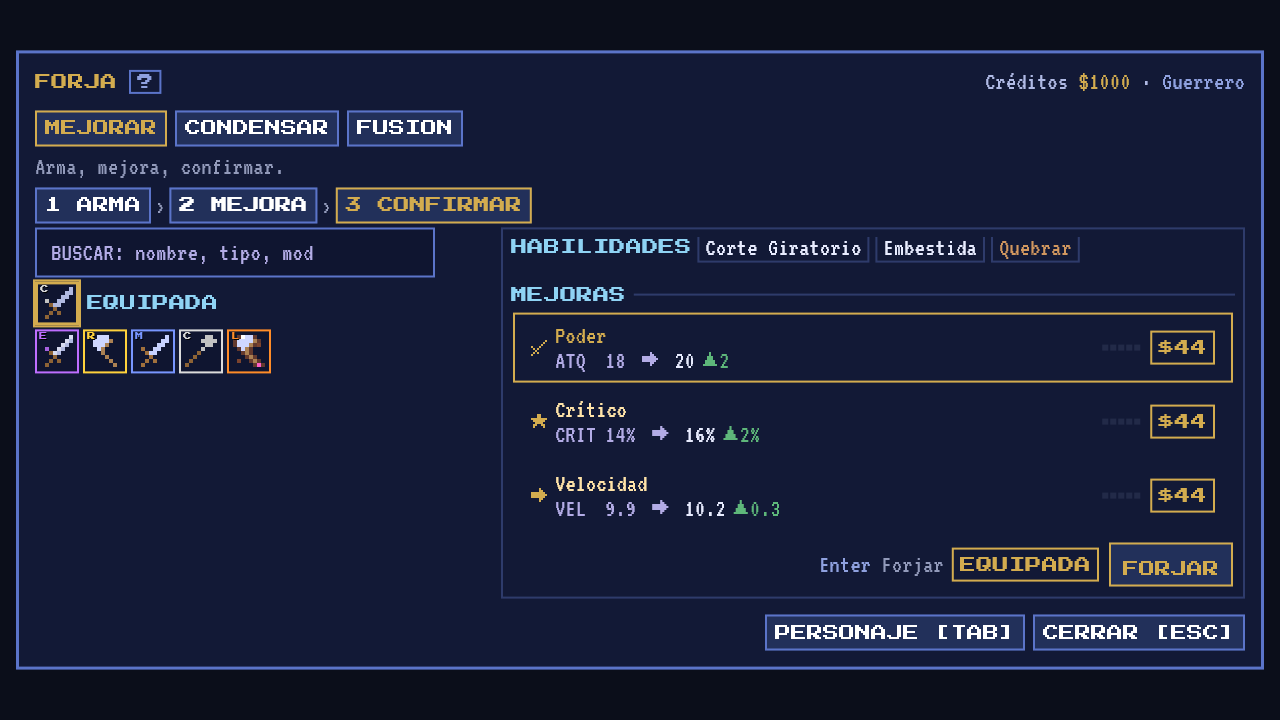 FORJA ? Créditos $1000 · Guerrero
MEJORAR CONDENSAR FUSION
Arma, mejora, confirmar.
1 ARMA › 2 MEJORA › 3 CONFIRMAR
BUSCAR: nombre, tipo, mod
C EQUIPADA
E R M C L
HABILIDADES Corte Giratorio Embestida Quebrar
MEJORAS
Poder
ATQ 18 20 2 $44
Crítico
CRIT 14% 16% 2% $44
Velocidad
VEL 9.9 10.2 0.3 $44
Enter Forjar EQUIPADA FORJAR
PERSONAJE [TAB] CERRAR [ESC]